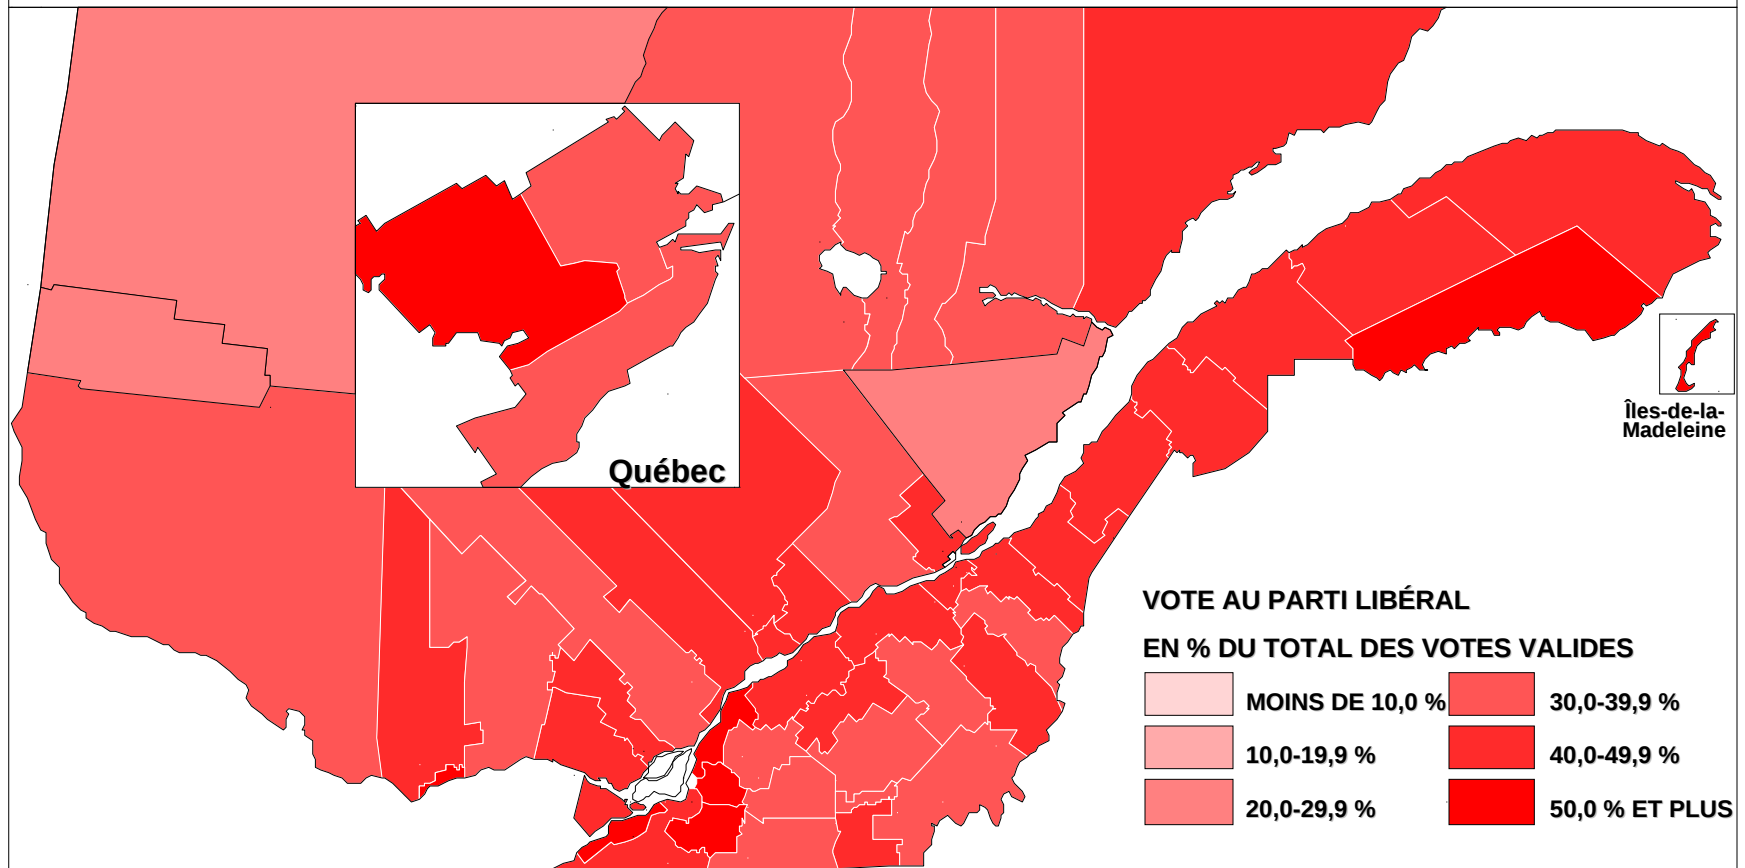 Québec
Îles-de-la-
Madeleine
VOTE AU PARTI LIBÉRAL
EN % DU TOTAL DES VOTES VALIDES
MOINS DE 10,0 %
30,0-39,9 %
10,0-19,9 %
40,0-49,9 %
20,0-29,9 %
50,0 % ET PLUS